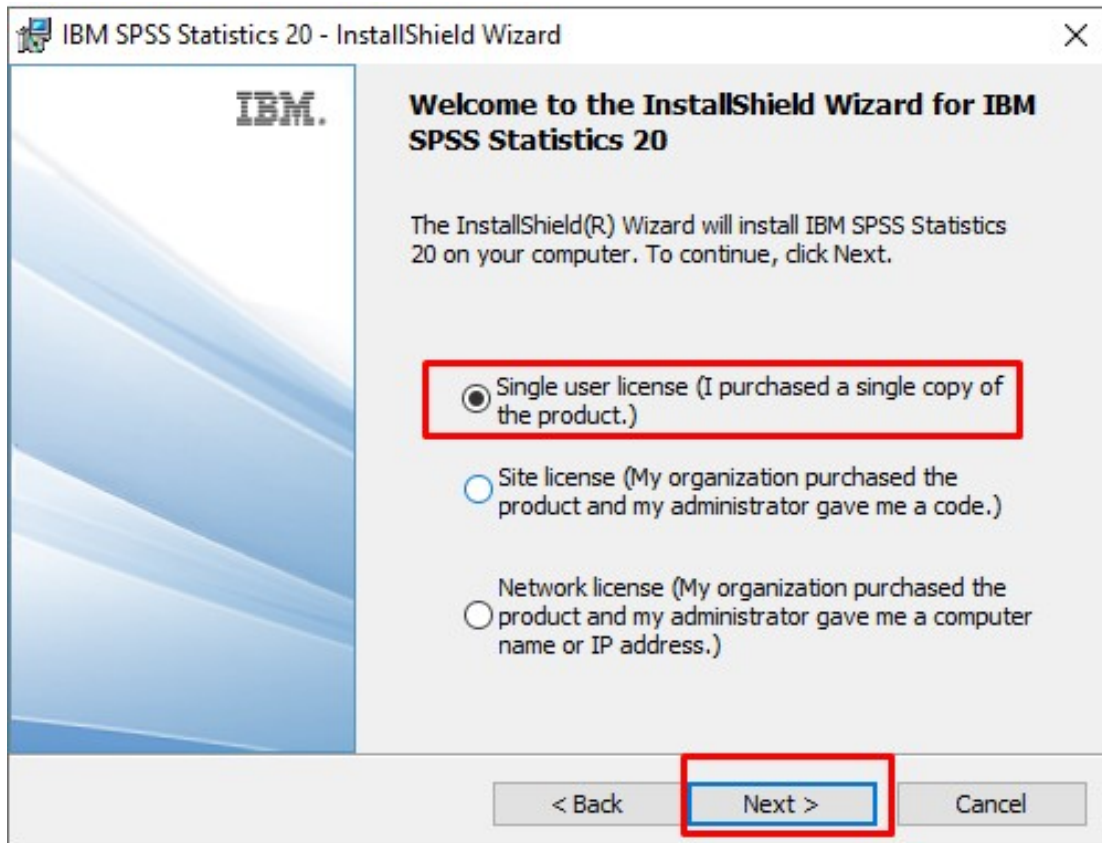 IBM SPSS Statistics 20 - InstallShield Wizard
IBM.
Welcome to the InstallShield Wizard for IBM
SPSS Statistics 20
The InstallShield(R) Wizard will install IBM SPSS Statistics
20 on your computer. To continue, click Next.
Single user license (I purchased a single copy of
the product.)
Site license (My organization purchased the
product and my administrator gave me a code.)
Network license (My organization purchased the
product and my administrator gave me a computer
name or IP address.)
< Back Next > Cancel